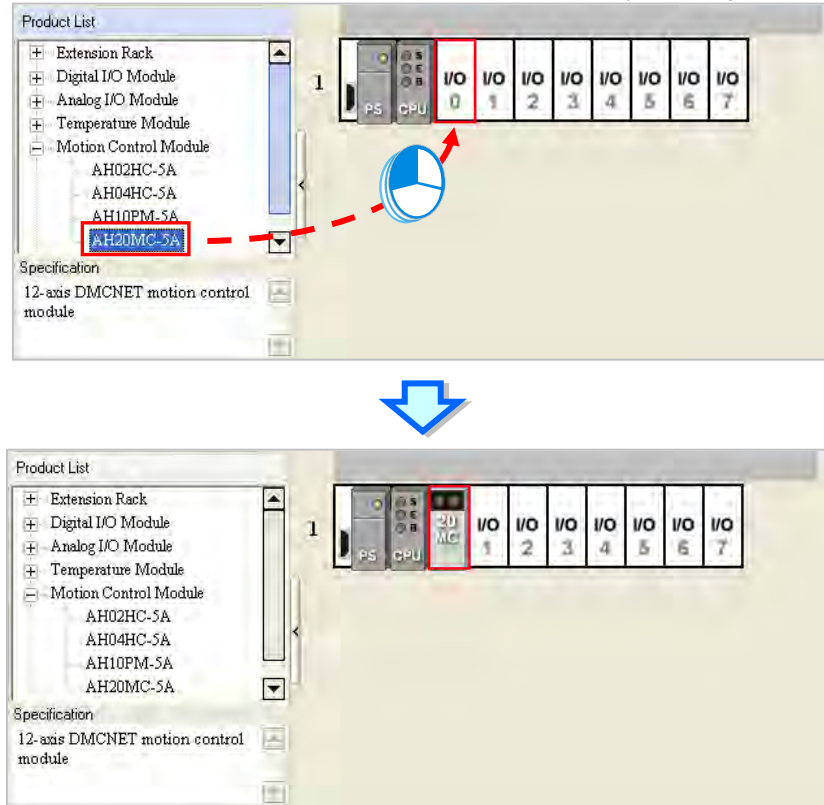 Product List
Extension Rack
Digital I/O Module
Analog I/O Module
Temperature Module
Motion Control Module
AH02HC-5A
AH04HC-5A
AH10PM-5A
AH20MC-5A
Specification
12-axis DMCNET motion control
module
1
PS CPU I/O 0 I/O 1 I/O 2 I/O 3 I/O 4 I/O 5 I/O 6 I/O 7
Product List
Extension Rack
Digital I/O Module
Analog I/O Module
Temperature Module
Motion Control Module
AH02HC-5A
AH04HC-5A
AH10PM-5A
AH20MC-5A
Specification
12-axis DMCNET motion control
module
1
PS CPU 20 MC I/O 1 I/O 2 I/O 3 I/O 4 I/O 5 I/O 6 I/O 7